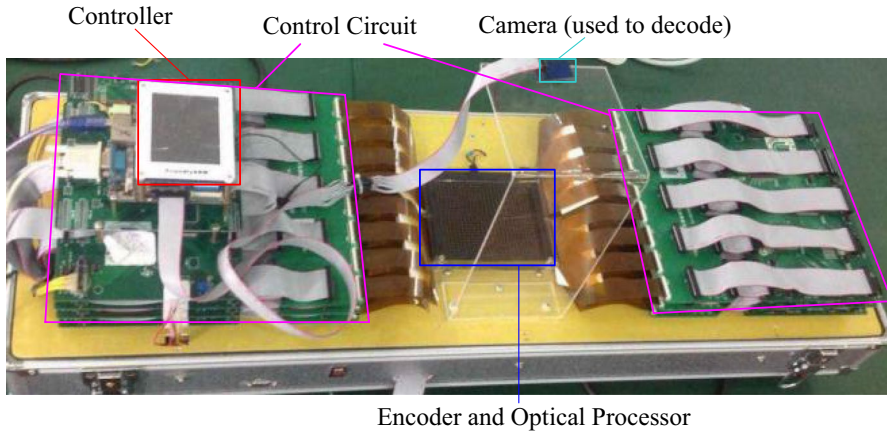 Controller
Control Circuit
Camera (used to decode)
Encoder and Optical Processor